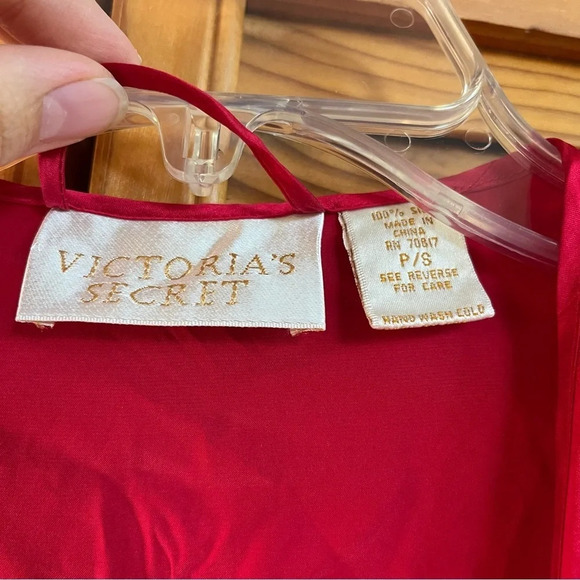 VICTORIA'S
SECRET
100%
MADE IN
CHINA
RN 70817
P/S
SEE REVERSE
FOR CARE
HAND WASH COLD